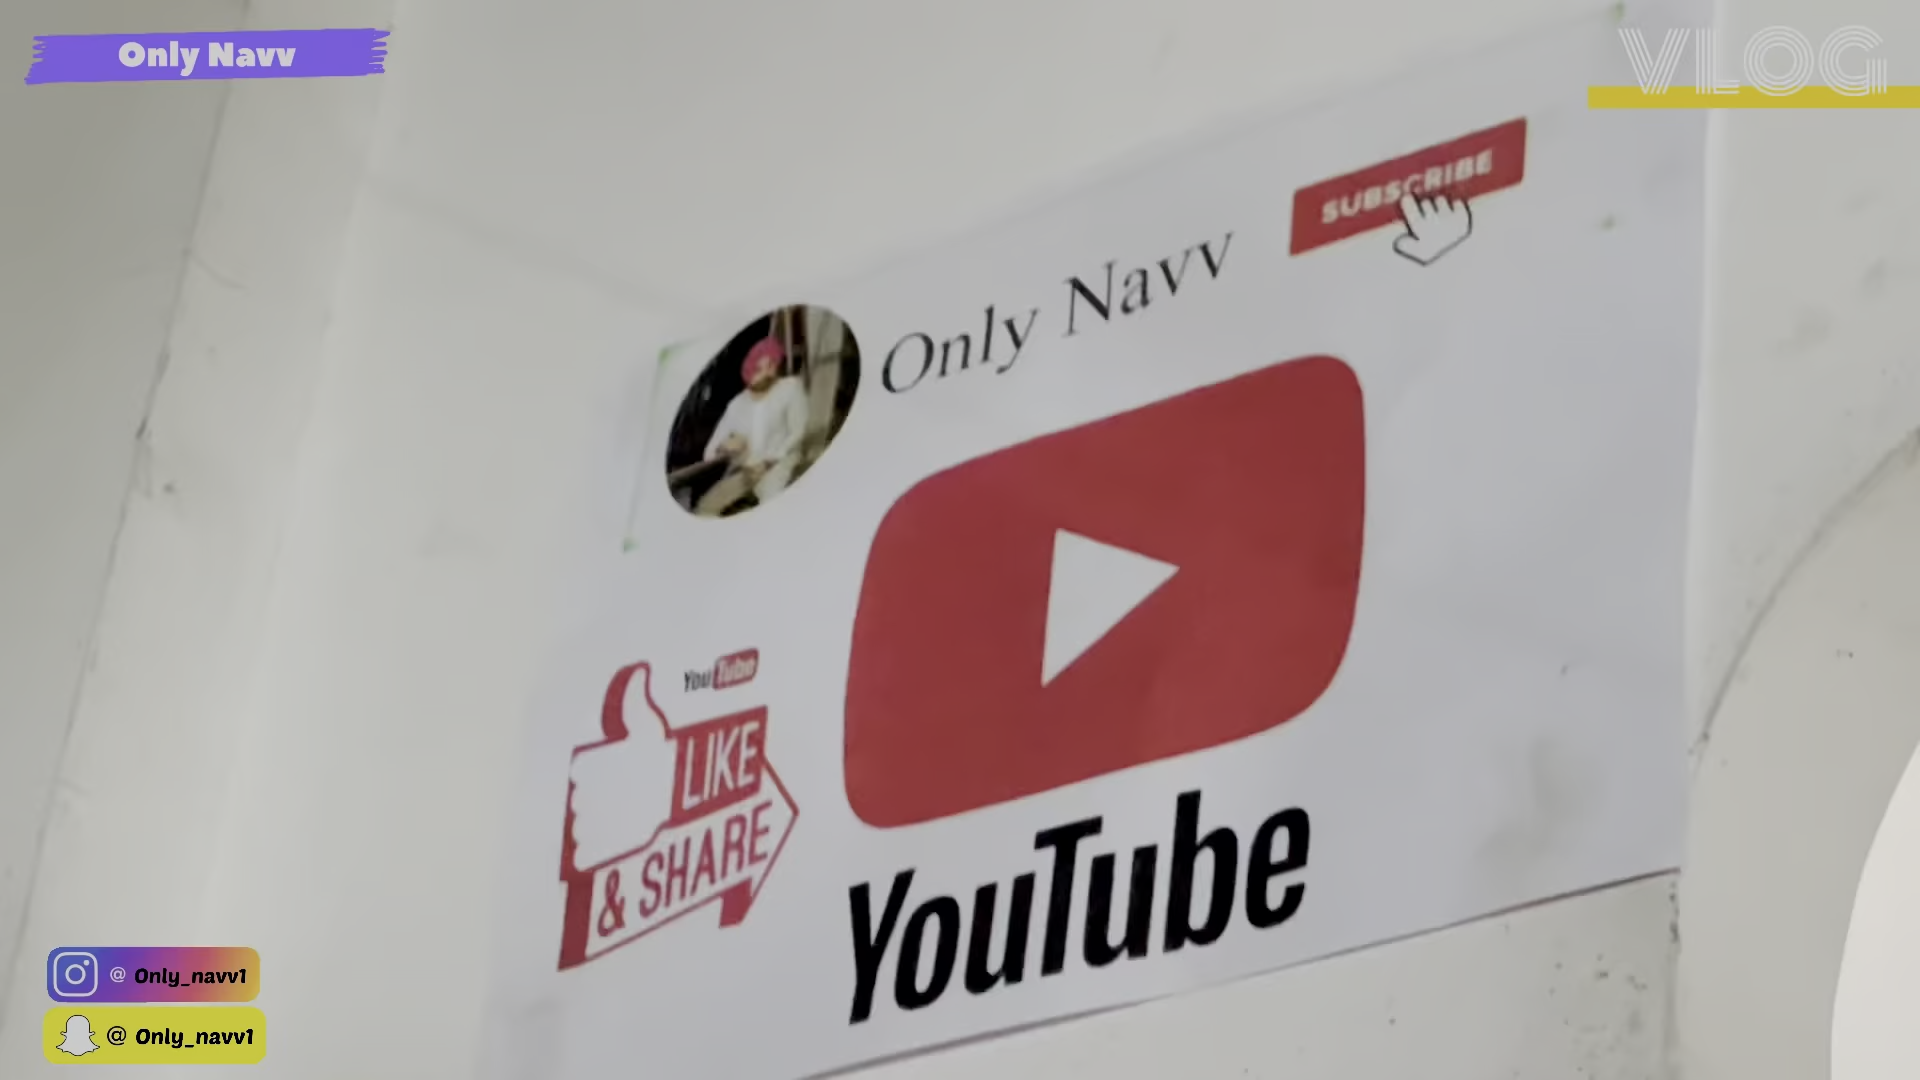 Only Navv
VLOG
SUBSCRIBE
Only Navv
YouTube
LIKE
& SHARE
YouTube
@ Only_navv1
@ Only_navv1